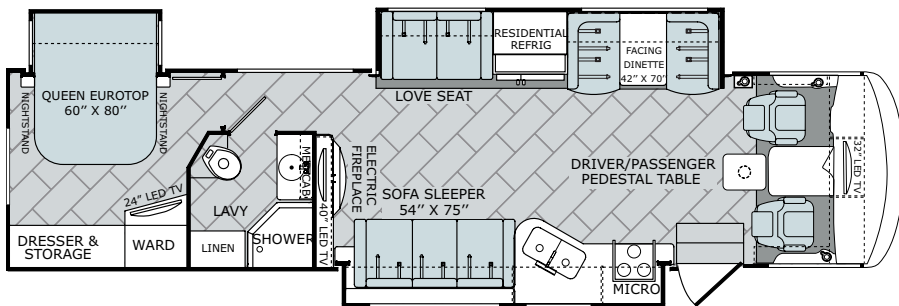 QUEEN EUROTOP
60” X 80”
NIGHTSTAND
NIGHTSTAND
24” LED TV
DRESSER &
STORAGE
WARD
LAVY
LINEN
MEDCAB
SHOWER
40” LED TV
ELECTRIC
FIREPLACE
LOVE SEAT
RESIDENTIAL
REFRIG
FACING
DINETTE
42” X 70”
SOFA SLEEPER
54” X 75”
MICRO
DRIVER/PASSENGER
PEDESTAL TABLE
32” LED TV